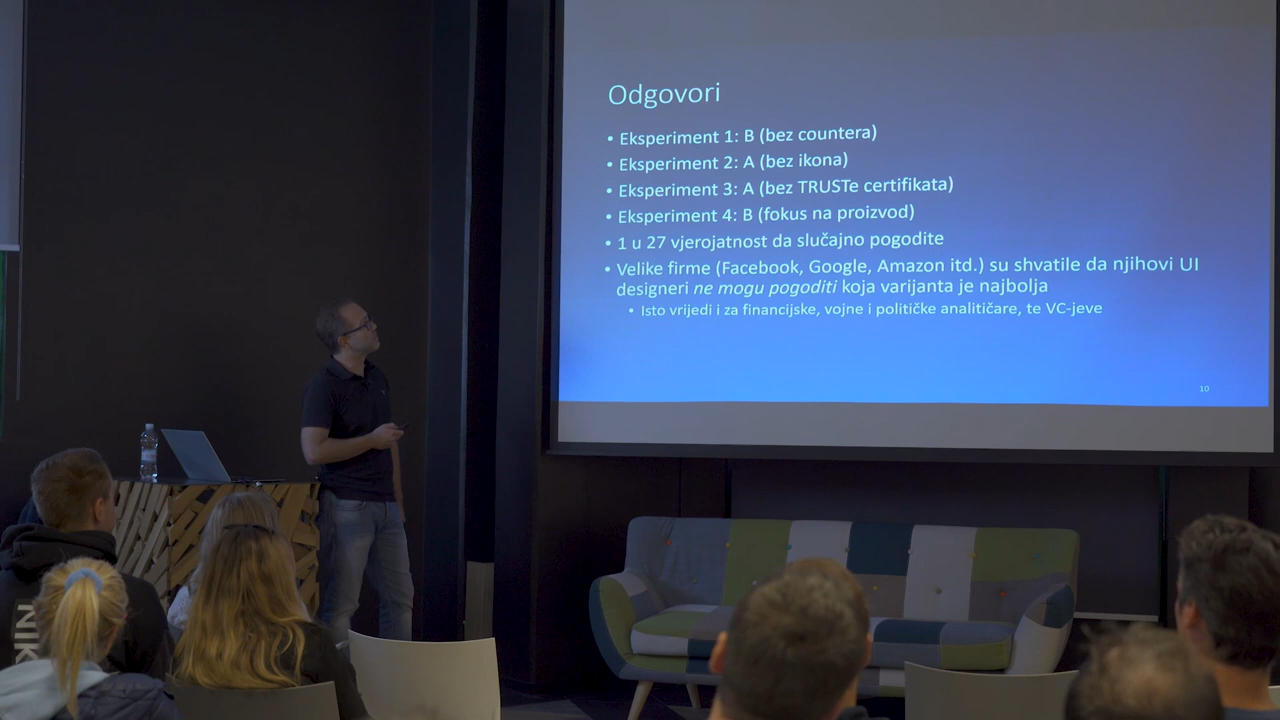 Odgovori
• Eksperiment 1: B (bez countera)
• Eksperiment 2: A (bez ikona)
• Eksperiment 3: A (bez TRUSTe certifikata)
• Eksperiment 4: B (fokus na proizvod)
• 1 u 27 vjerojatnost da slučajno pogodite
• Velike firme (Facebook, Google, Amazon itd.) su shvatile da njihovi UI
designeri ne mogu pogoditi koja varijanta je najbolja
• Isto vrijedi i za financijske, vojne i političke analitičare, te VC-jeve
10
NIK